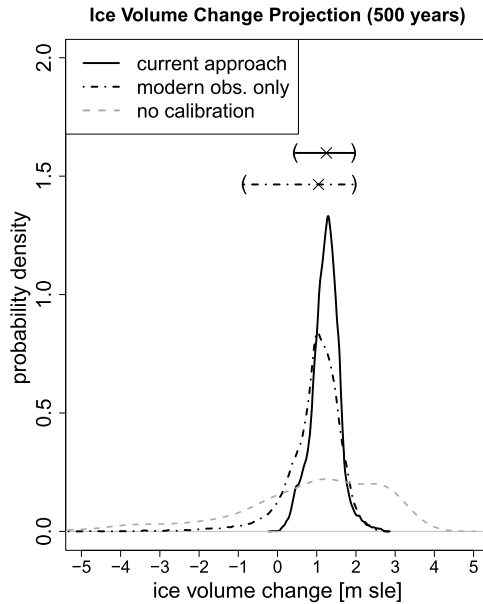 Ice Volume Change Projection (500 years)
current approach
modern obs. only
no calibration
probability density
2.0
1.5
1.0
0.5
0.0
−5 −4 −3 −2 −1 0 1 2 3 4 5
ice volume change [m sle]